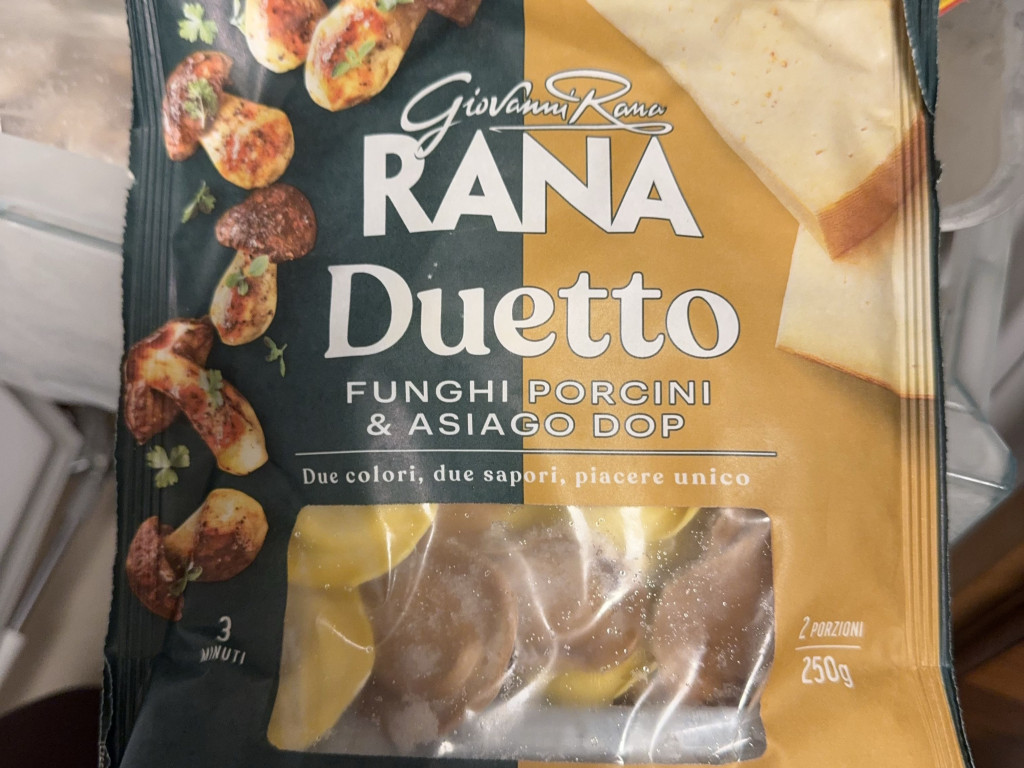 Giovanni Rana
RANA
Duetto
FUNGHI PORCINI
& ASIAGO DOP
Due colori, due sapori, piacere unico
3
MINUTI
2 PORZIONI
250g